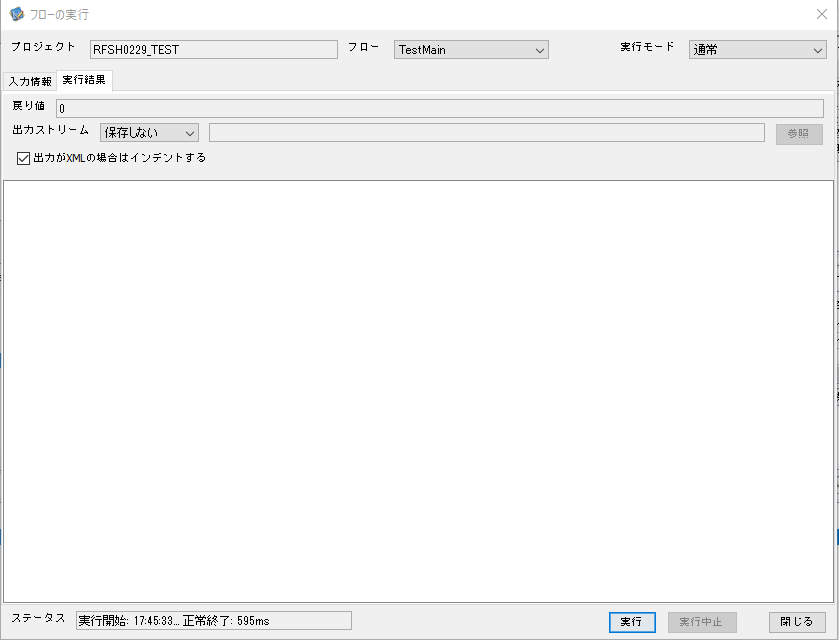 フローの実行
プロジェクト RFSH0229_TEST フロー TestMain 実行モード 通常
入力情報 実行結果
戻り値 0
出力ストリーム 保存しない 参照
出力がXMLの場合はインデントする
ステータス 実行開始: 17:45:33... 正常終了: 595ms 実行 実行中止 閉じる